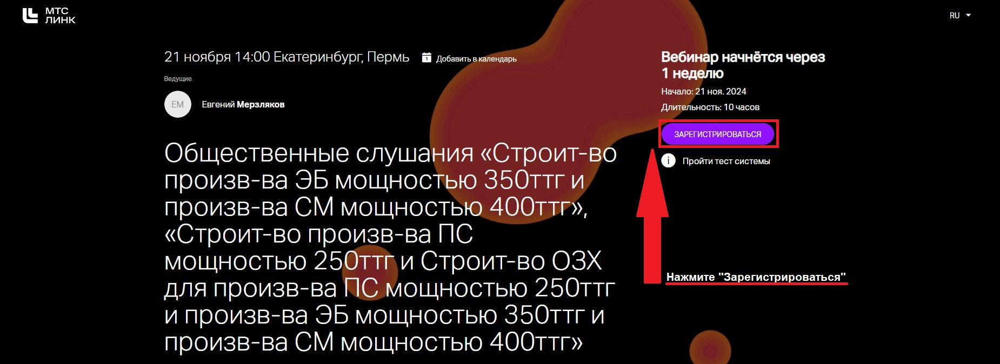 МТС
ЛИНК
RU
21 ноября 14:00 Екатеринбург, Пермь
1
Добавить в календарь
Ведущие
ЕМ
Евгений Мерзляков
Общественные слушания «Строит-во
произв-ва ЭБ мощностью 350ттг и
произв-ва СМ мощностью 400ттг»,
«Строит-во произв-ва ПС
мощностью 250ттг и Строит-во ОЗХ
для произв-ва ПС мощностью 250ттг
и произв-ва ЭБ мощностью 350ттг и
произв-ва СМ мощностью 400ттг»
Вебинар начнётся через
1 неделю
Начало: 21 ноя. 2024
Длительность: 10 часов
ЗАРЕГИСТРИРОВАТЬСЯ
i
Пройти тест системы
Нажмите "Зарегистрироваться"